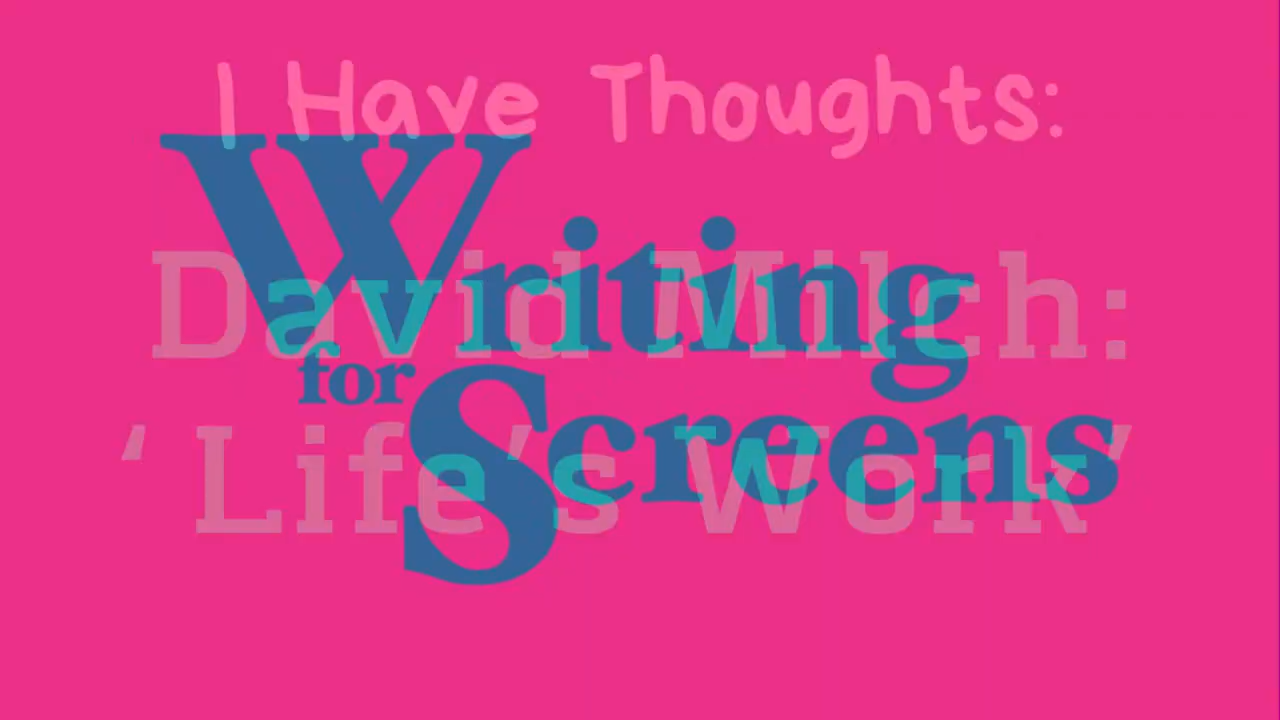 I Have Thoughts:
Writing
for
Screens
David Milch:
‘Life’s Work’